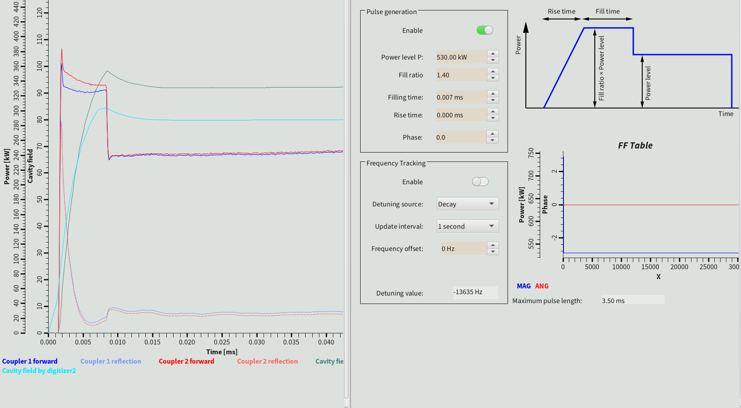 Power [kW]
440
420
400
380
360
340
320
300
280
260
240
220
200
180
160
140
120
100
80
60
40
20
0
Cavity field
120
110
100
90
80
70
60
50
40
30
20
10
0
0.000 0.005 0.010 0.015 0.020 0.025 0.030 0.035 0.040
Time [ms]
Coupler 1 forward Coupler 1 reflection Coupler 2 forward Coupler 2 reflection Cavity fie
Cavity field by digitizer2
Pulse generation
Enable
Power level P: 530.00 kW
Fill ratio 1.40
Filling time: 0.007 ms
Rise time: 0.000 ms
Phase: 0.0
Frequency Tracking
Enable
Detuning source: Decay
Update interval: 1 second
Frequency offset: 0 Hz
Detuning value: -13635 Hz
Rise time Fill time
Power
Fill ratio × Power level
Power level
Time
FF Table
Power [kW]
750
700
650
600
550
Phase
2
0
-2
0 5000 10000 15000 20000 25000 300
X
MAG ANG
Maximum pulse length: 3.50 ms